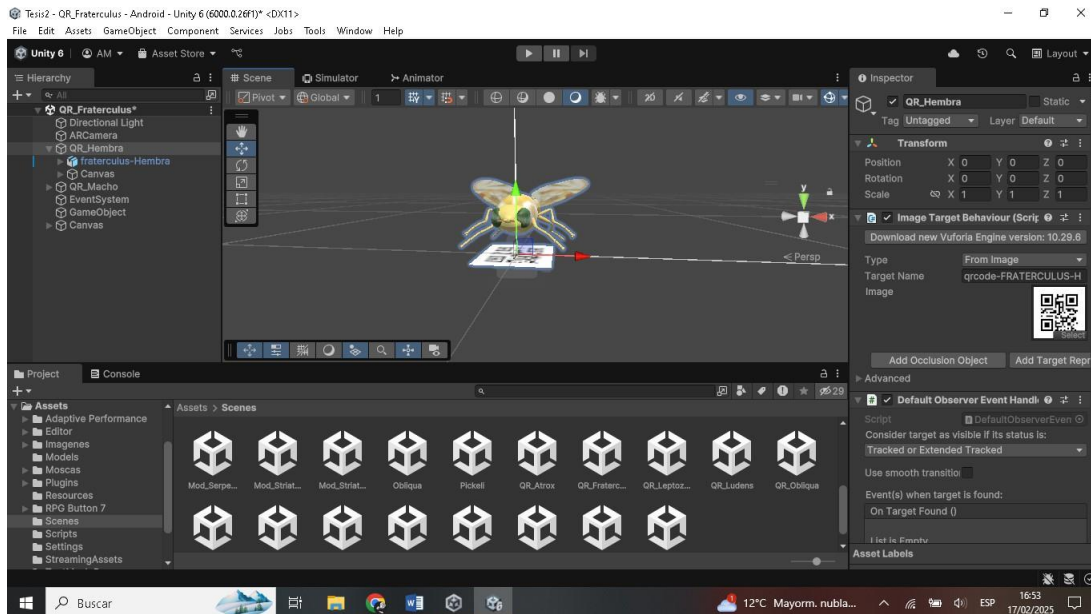 Tesis2 - QR_Fraterculus - Android - Unity 6 (6000.0.26f1)* <DX11>
File Edit Assets GameObject Component Services Jobs Tools Window Help
Unity 6 AM Asset Store Layout
Hierarchy
All
QR_Fraterculus*
Directional Light
ARCamera
QR_Hembra
fraterculus-Hembra
Canvas
QR_Macho
EventSystem
GameObject
Canvas
Scene Simulator Animator
Pivot Global 1 2D
y
x
Persp
Inspector
QR_Hembra Static
Tag Untagged Layer Default
Transform
Position X 0 Y 0 Z 0
Rotation X 0 Y 0 Z 0
Scale X 1 Y 1 Z 1
Image Target Behaviour (Scrip
Download new Vuforia Engine version: 10.29.6
Type From Image
Target Name qrcode-FRATERCULUS-H
Image
Select
Add Occlusion Object Add Target Repr
Advanced
Default Observer Event Handl
Script DefaultObserverEven
Consider target as visible if its status is:
Tracked or Extended Tracked
Use smooth transitio
Event(s) when target is found:
On Target Found ()
List is Empty
Asset Labels
Project Console
29
Assets
Adaptive Performance
Editor
Imagenes
Models
Moscas
Plugins
Resources
RPG Button 7
Scenes
Scripts
Settings
StreamingAssets
Assets > Scenes
Mod_Serpe... Mod_Striat... Mod_Striat... Obliqua Pickeli QR_Atrox QR_Fraterc... QR_Leptoz... QR_Ludens QR_Obliqua
Buscar
12°C Mayorm. nubla... ESP 16:53
17/02/2025